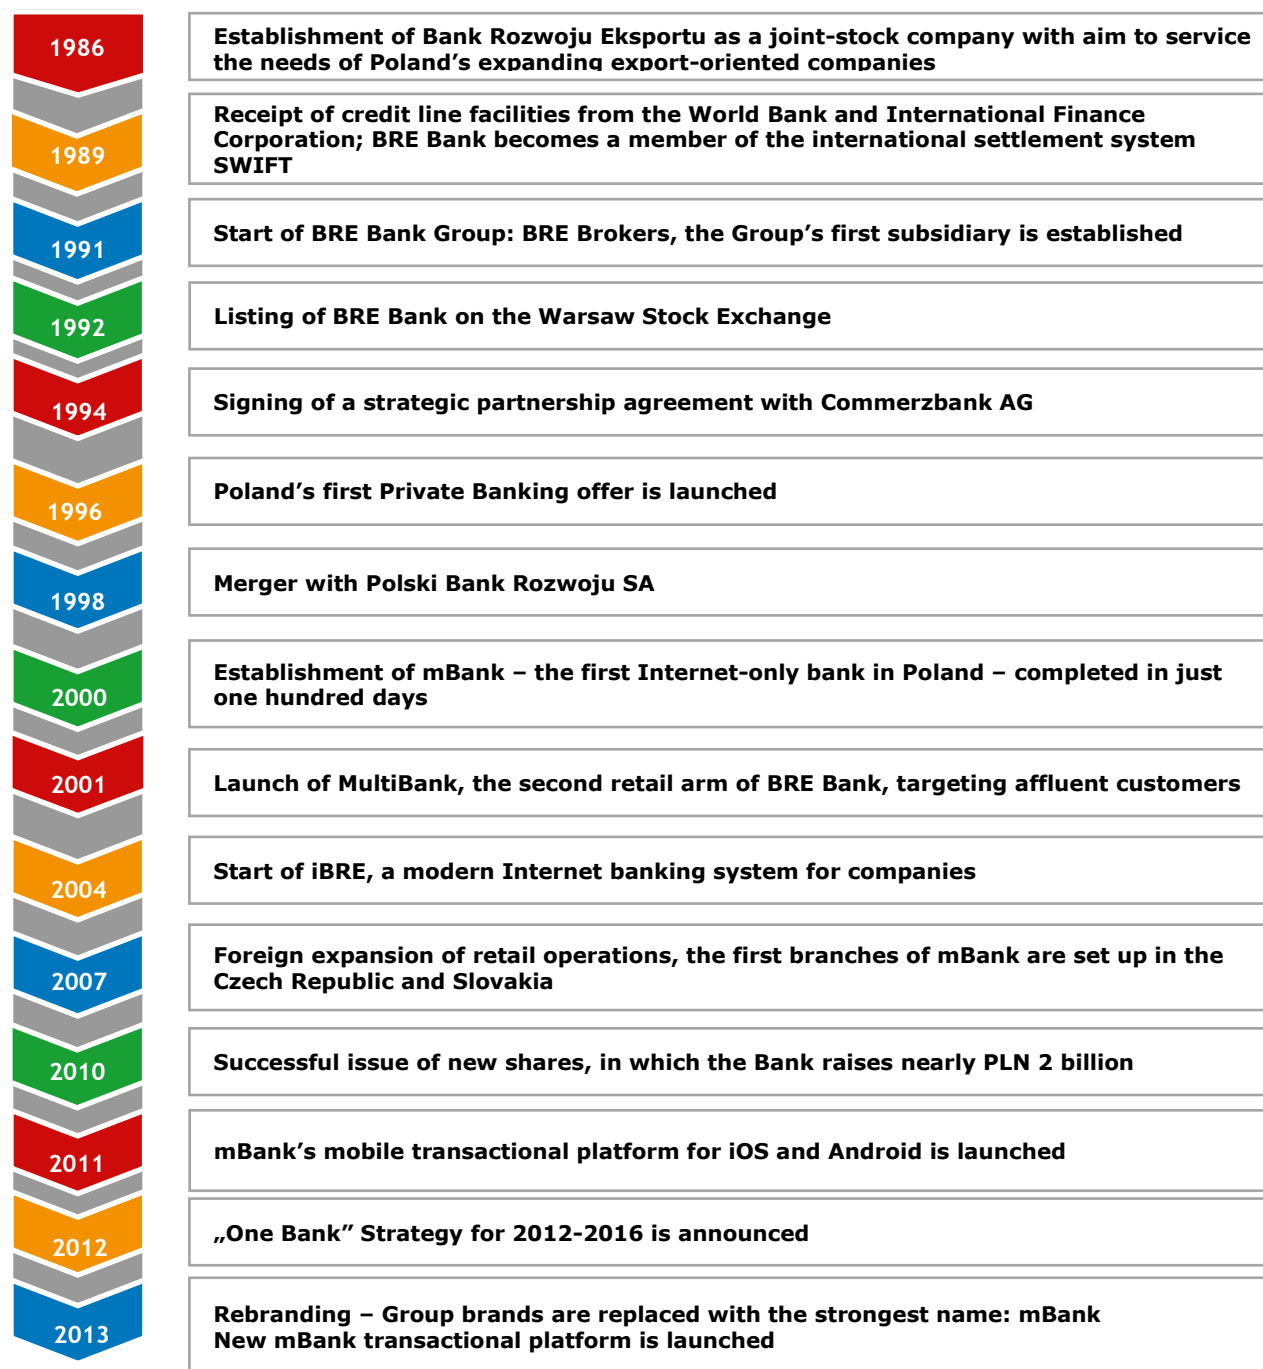 1986
Establishment of Bank Rozwoju Eksportu as a joint-stock company with aim to service
the needs of Poland’s expanding export-oriented companies
1989
Receipt of credit line facilities from the World Bank and International Finance
Corporation; BRE Bank becomes a member of the international settlement system
SWIFT
1991
Start of BRE Bank Group: BRE Brokers, the Group’s first subsidiary is established
1992
Listing of BRE Bank on the Warsaw Stock Exchange
1994
Signing of a strategic partnership agreement with Commerzbank AG
1996
Poland’s first Private Banking offer is launched
1998
Merger with Polski Bank Rozwoju SA
2000
Establishment of mBank – the first Internet-only bank in Poland – completed in just
one hundred days
2001
Launch of MultiBank, the second retail arm of BRE Bank, targeting affluent customers
2004
Start of iBRE, a modern Internet banking system for companies
2007
Foreign expansion of retail operations, the first branches of mBank are set up in the
Czech Republic and Slovakia
2010
Successful issue of new shares, in which the Bank raises nearly PLN 2 billion
2011
mBank’s mobile transactional platform for iOS and Android is launched
2012
„One Bank” Strategy for 2012-2016 is announced
2013
Rebranding – Group brands are replaced with the strongest name: mBank
New mBank transactional platform is launched